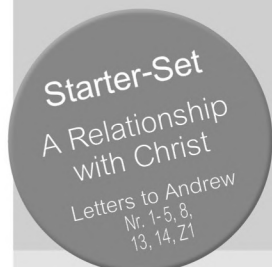 Starter-Set
A Relationship
with Christ
Letters to Andrew
Nr. 1-5, 8,
13, 14, Z1